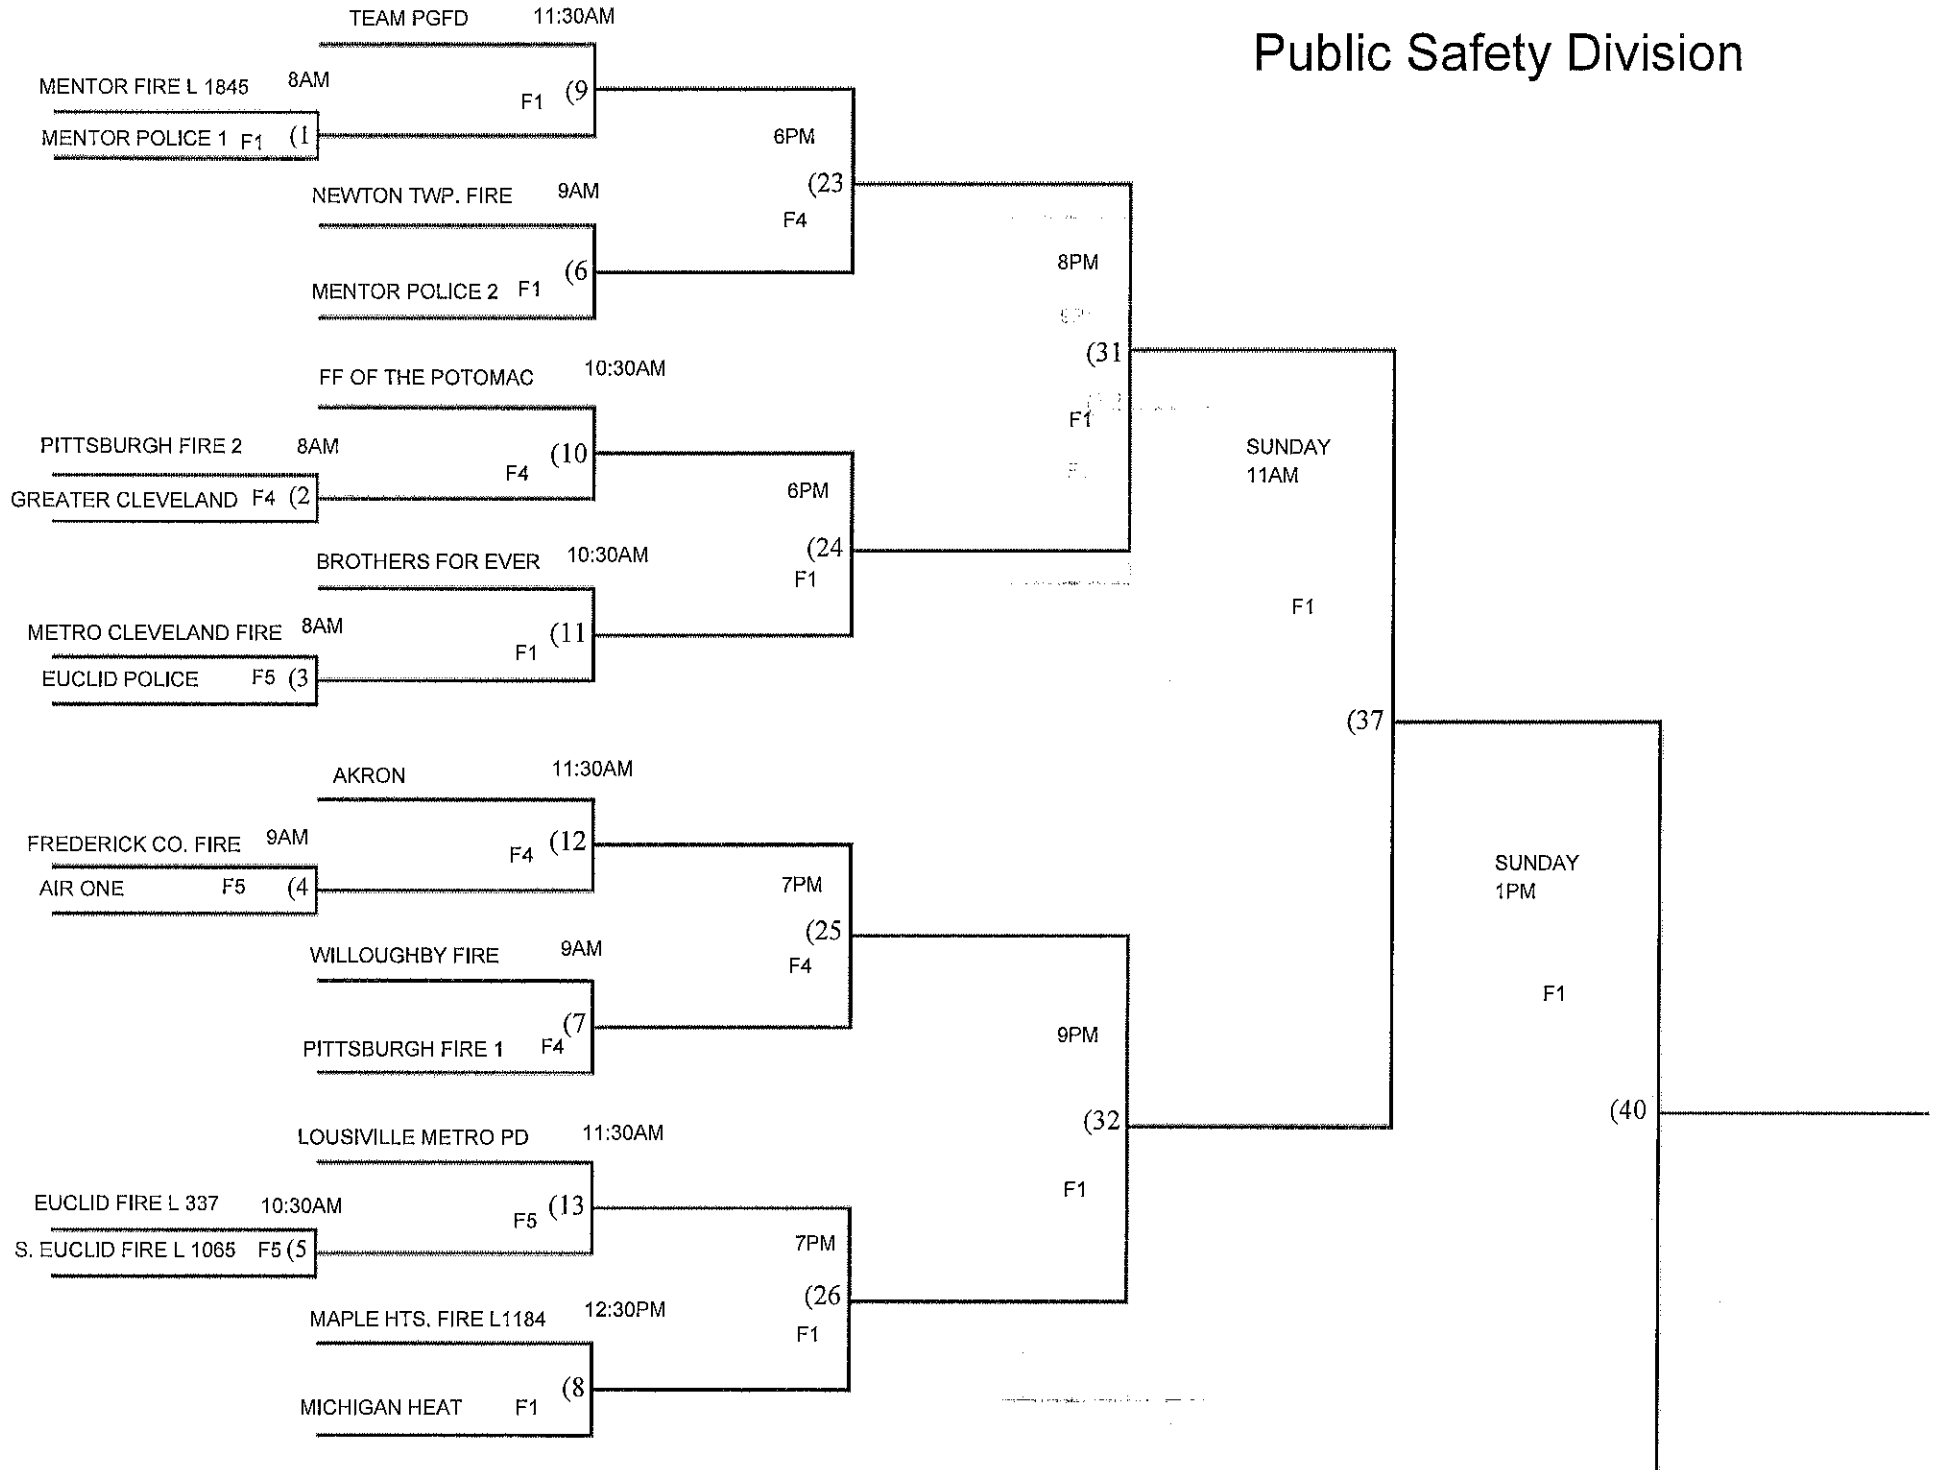 Public Safety Division
TEAM PGFD 11:30AM
MENTOR FIRE L 1845 8AM
F1 (9
MENTOR POLICE 1 F1 (1
6PM
(23
F4
NEWTON TWP. FIRE 9AM
(6
MENTOR POLICE 2 F1
8PM
(31
F1
FF OF THE POTOMAC 10:30AM
PITTSBURGH FIRE 2 8AM
F4 (10
GREATER CLEVELAND F4 (2
6PM
(24
F1
BROTHERS FOR EVER 10:30AM
METRO CLEVELAND FIRE 8AM
F1 (11
EUCLID POLICE F5 (3
SUNDAY
11AM
F1
(37
AKRON 11:30AM
FREDERICK CO. FIRE 9AM
F4 (12
AIR ONE F5 (4
7PM
(25
F4
WILLOUGHBY FIRE 9AM
(7
PITTSBURGH FIRE 1 F4
SUNDAY
1PM
F1
(40
9PM
(32
F1
LOUSIVILLE METRO PD 11:30AM
EUCLID FIRE L 337 10:30AM
F5 (13
S. EUCLID FIRE L 1065 F5 (5
7PM
(26
F1
MAPLE HTS. FIRE L1184 12:30PM
(8
MICHIGAN HEAT F1